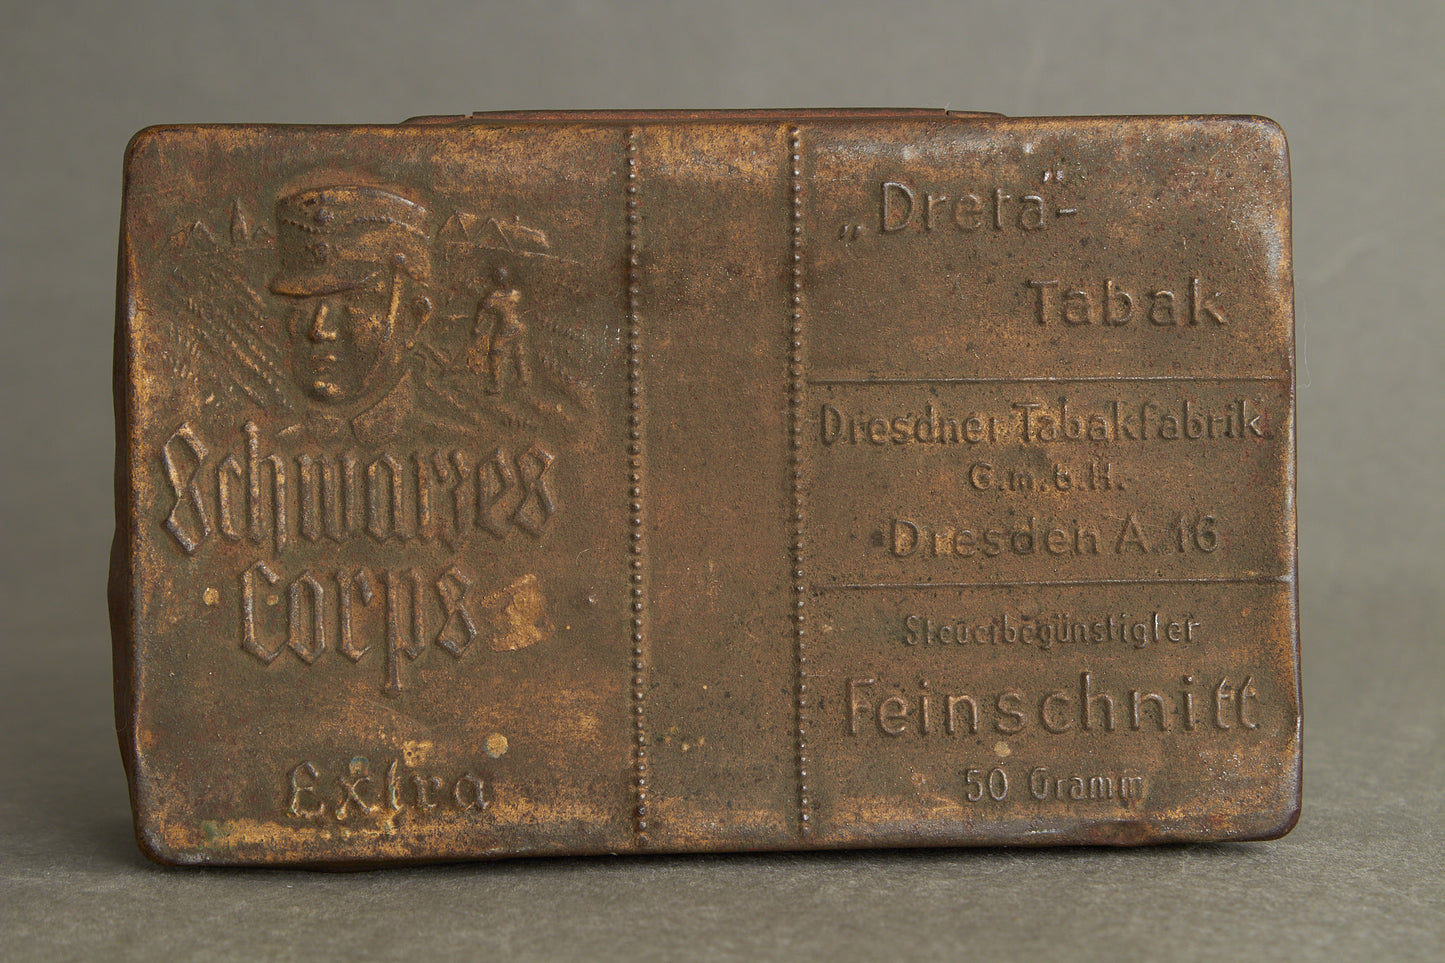 Schwarzes
Corps
Extra
„Dreta“-
Tabak
Dresdner Tabakfabrik
G.m.b.H.
Dresden A 16
Steuerbegünstigter
Feinschnitt
50 Gramm